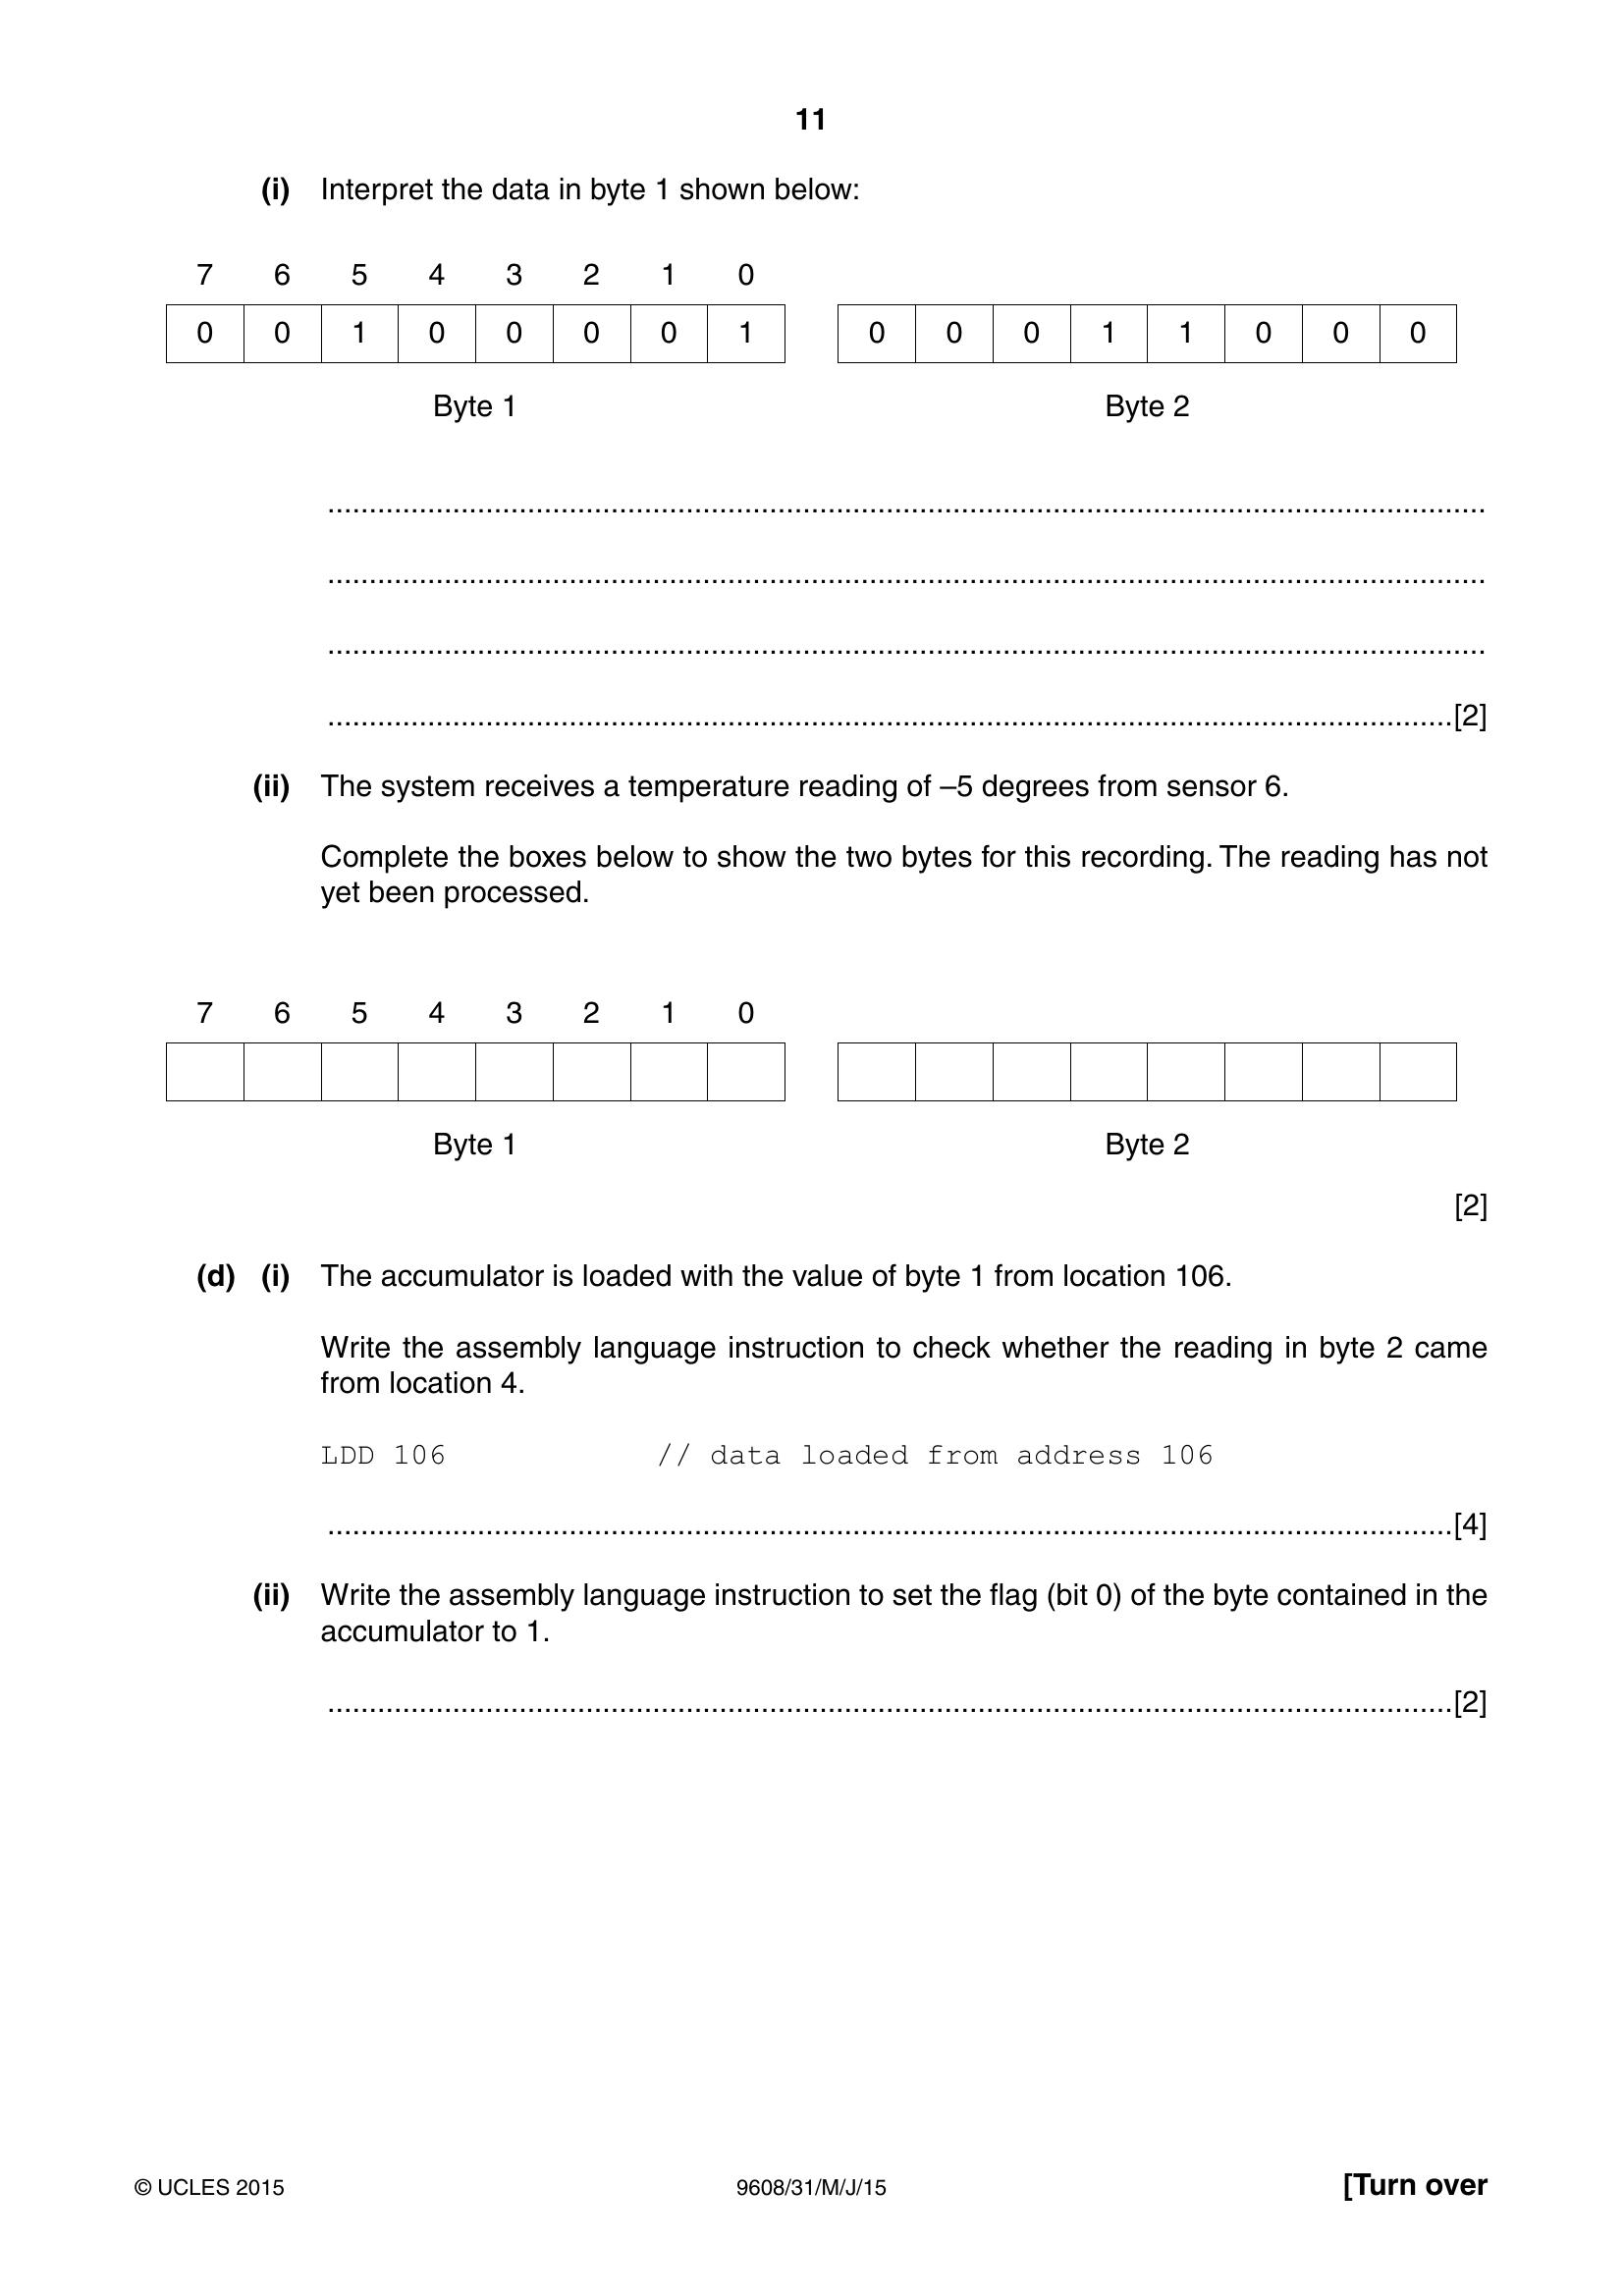 11
(i) Interpret the data in byte 1 shown below:
7 6 5 4 3 2 1 0
0 0 1 0 0 0 0 1 0 0 0 1 1 0 0 0
Byte 1 Byte 2
[2]
(ii) The system receives a temperature reading of –5 degrees from sensor 6.
Complete the boxes below to show the two bytes for this recording. The reading has not
yet been processed.
7 6 5 4 3 2 1 0
Byte 1 Byte 2
[2]
(d) (i) The accumulator is loaded with the value of byte 1 from location 106.
Write the assembly language instruction to check whether the reading in byte 2 came
from location 4.
LDD 106 // data loaded from address 106
[4]
(ii) Write the assembly language instruction to set the flag (bit 0) of the byte contained in the
accumulator to 1.
[2]
© UCLES 2015 9608/31/M/J/15 [Turn over